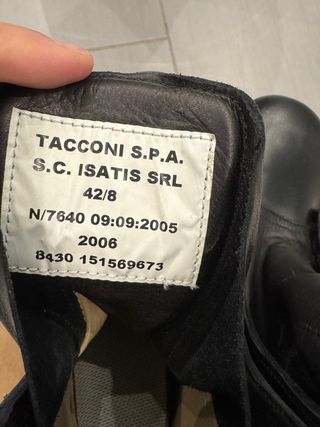 TACCONI S.P.A.
S.C. ISATIS SRL
42/8
N/7640 09:09:2005
2006
8430 151569673